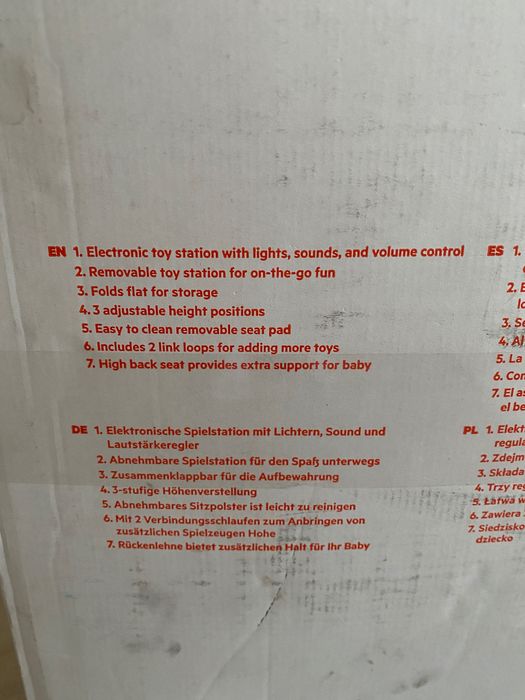 EN 1. Electronic toy station with lights, sounds, and volume control
2. Removable toy station for on-the-go fun
3. Folds flat for storage
4. 3 adjustable height positions
5. Easy to clean removable seat pad
6. Includes 2 link loops for adding more toys
7. High back seat provides extra support for baby
ES 1.
2.
3.
4.
5. La
6.
7. El
el
DE 1. Elektronische Spielstation mit Lichtern, Sound und
Lautstärkeregler
2. Abnehmbare Spielstation für den Spaß unterwegs
3. Zusammenklappbar für die Aufbewahrung
4. 3-stufige Höhenverstellung
5. Abnehmbares Sitzpolster ist leicht zu reinigen
6. Mit 2 Verbindungsschlaufen zum Anbringen von
zusätzlichen Spielzeugen Hohe
7. Rückenlehne bietet zusätzlichen Halt für Ihr Baby
PL 1. Elekt
regula
2. Zdejm
3. Składa
4. Trzy reg
5. Łatwa w
6. Zawiera
7. Siedzisko
dziecko